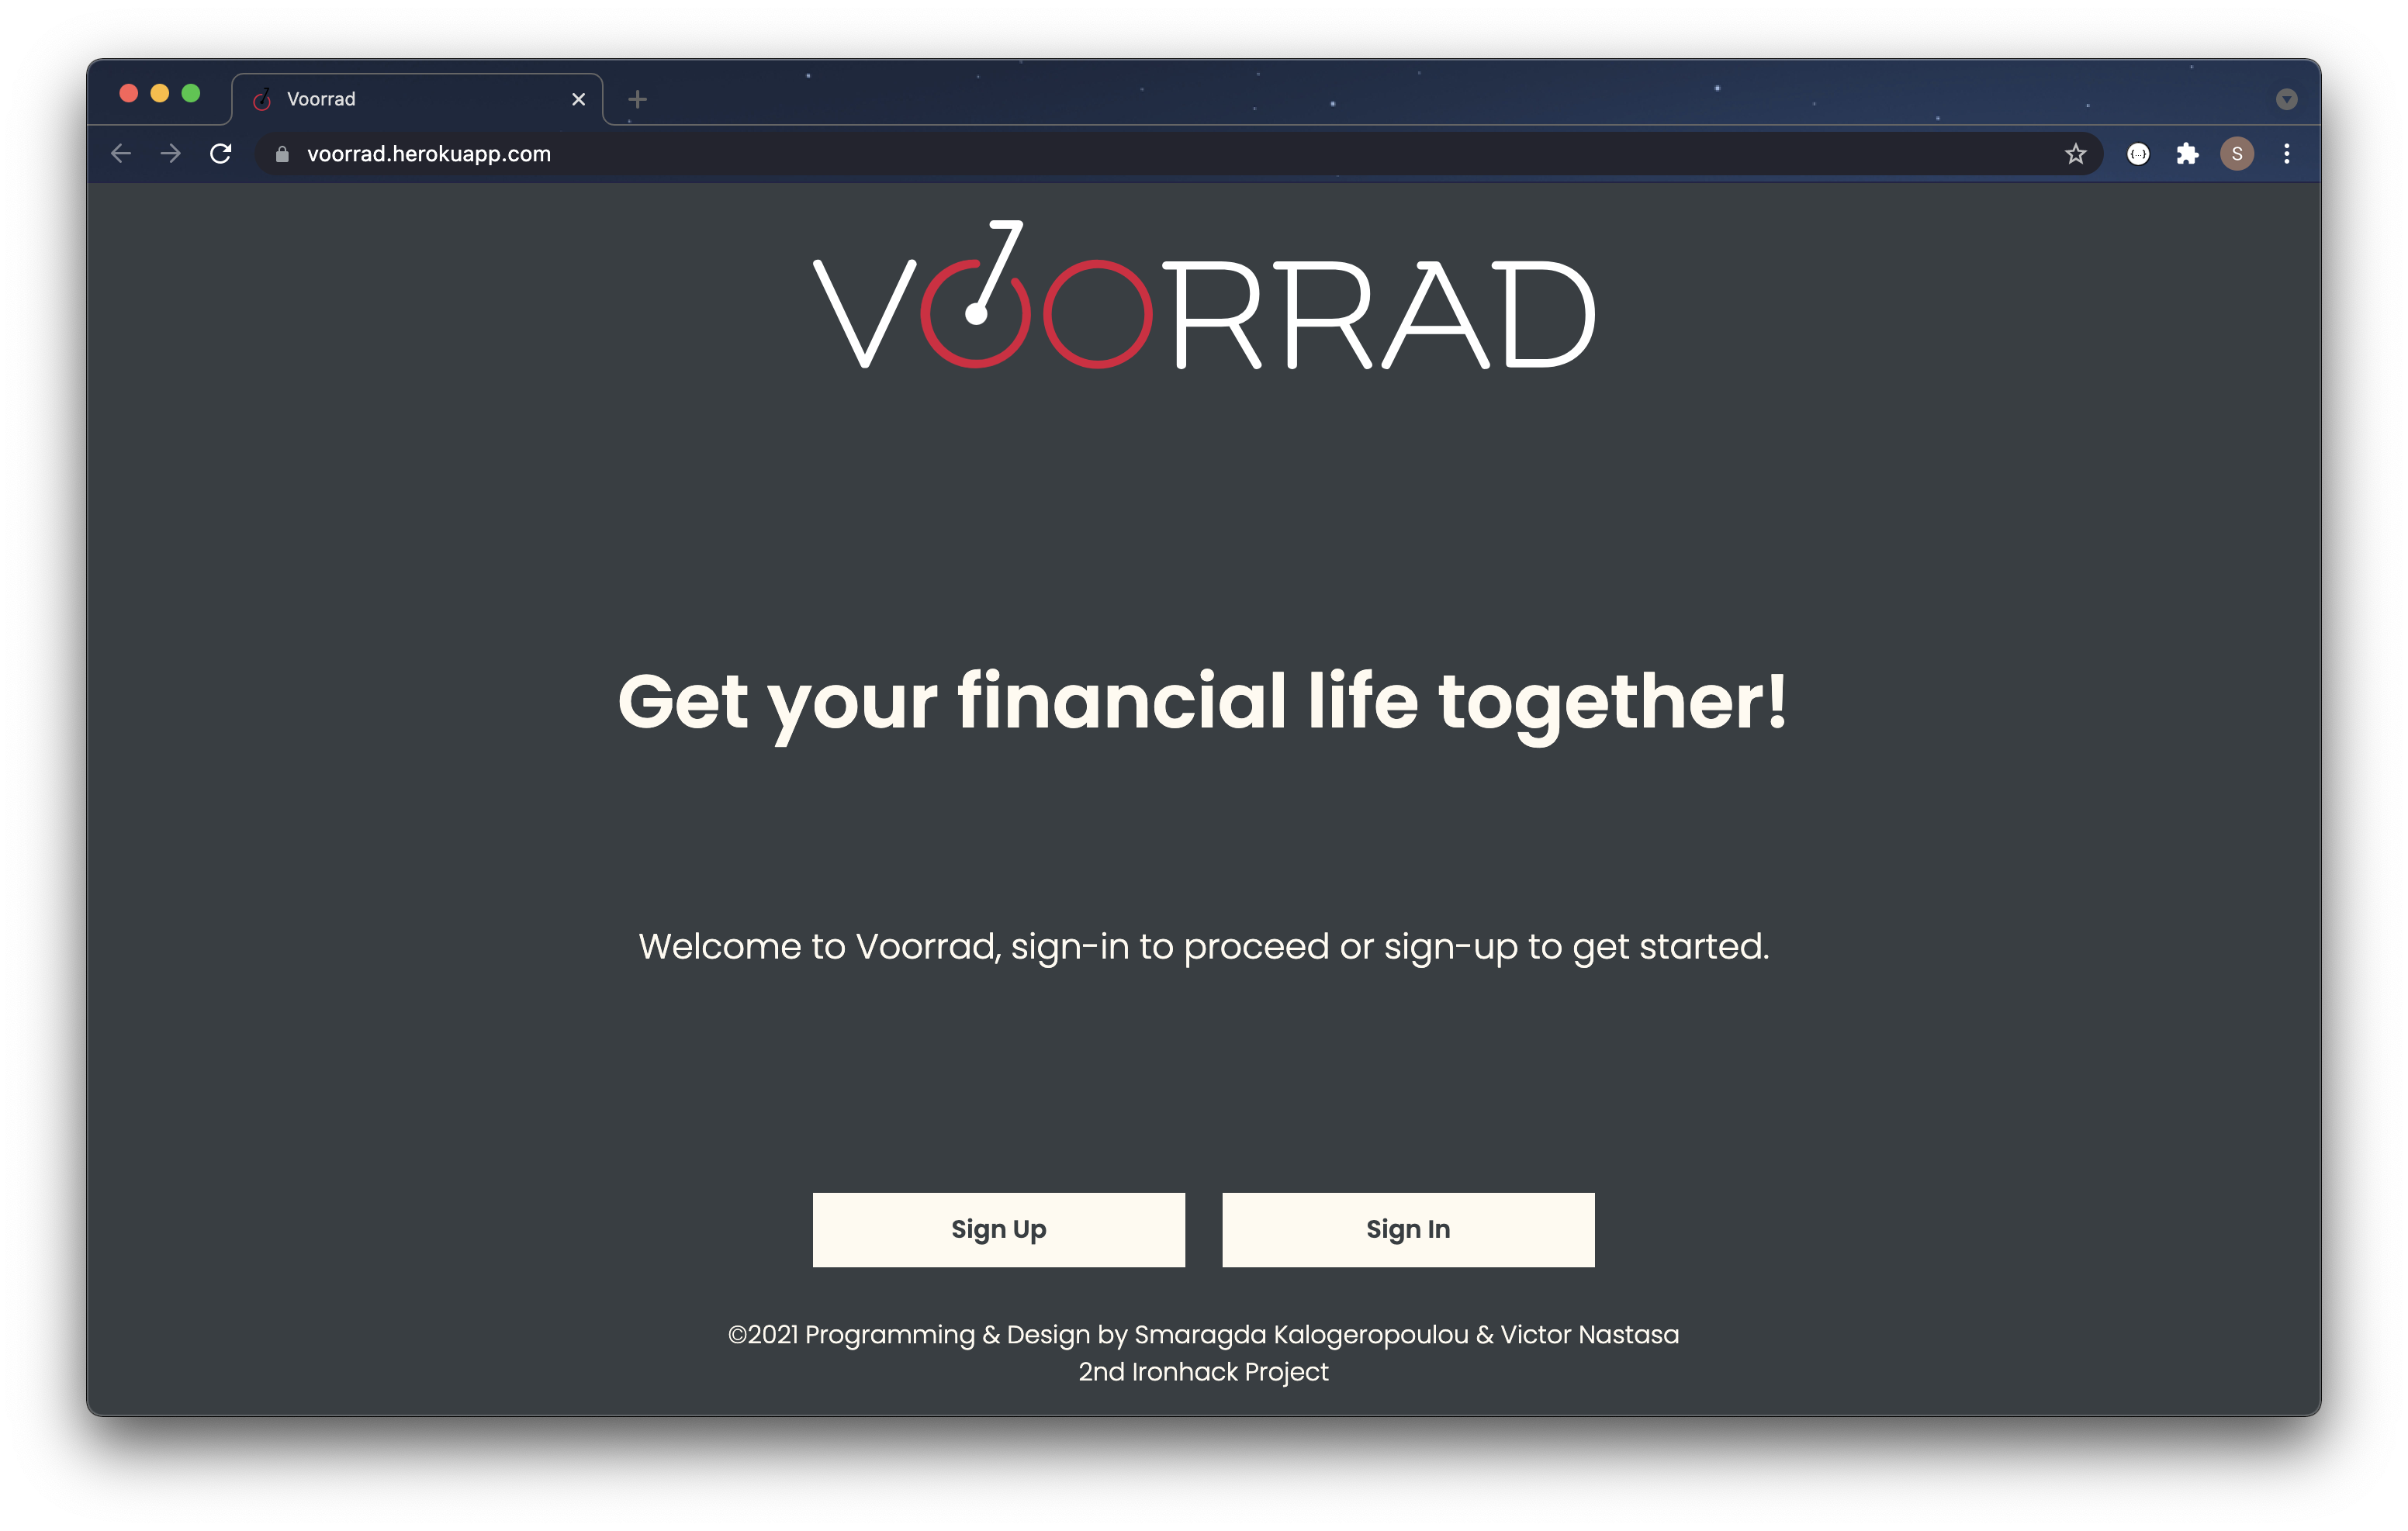 Voorrad
voorrad.herokuapp.com
S
VOORRAD
Get your financial life together!
Welcome to Voorrad, sign-in to proceed or sign-up to get started.
Sign Up
Sign In
©2021 Programming & Design by Smaragda Kalogeropoulou & Victor Nastasa
2nd Ironhack Project